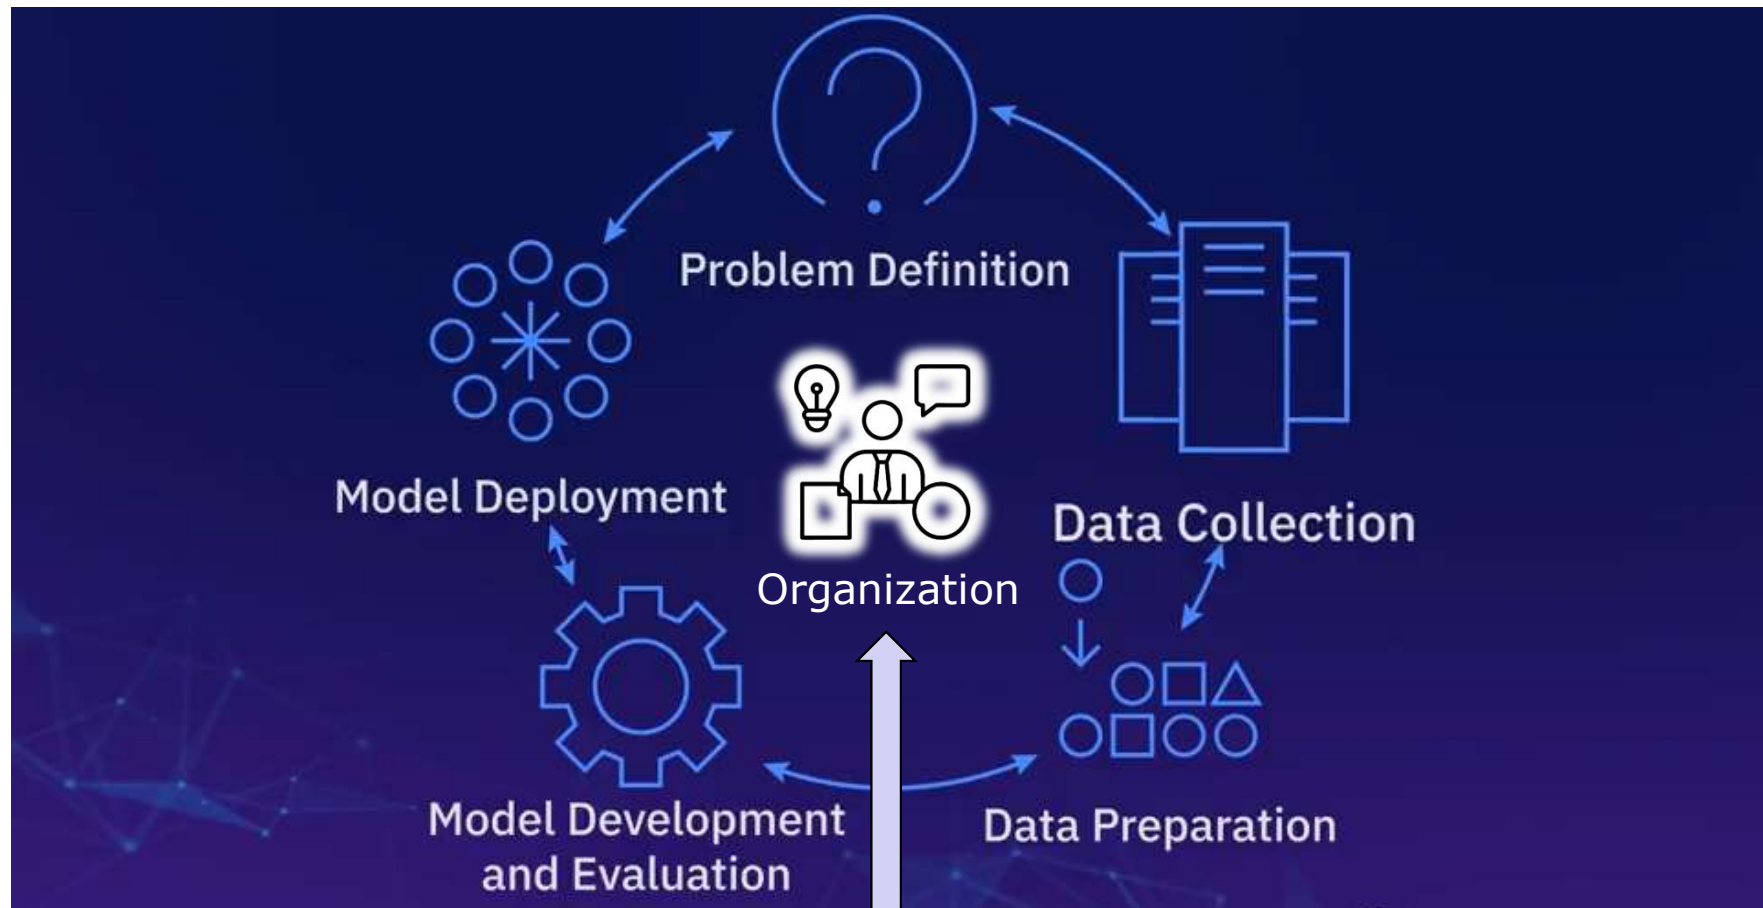 Problem Definition
Model Deployment
Data Collection
Organization
Model Development
and Evaluation
Data Preparation